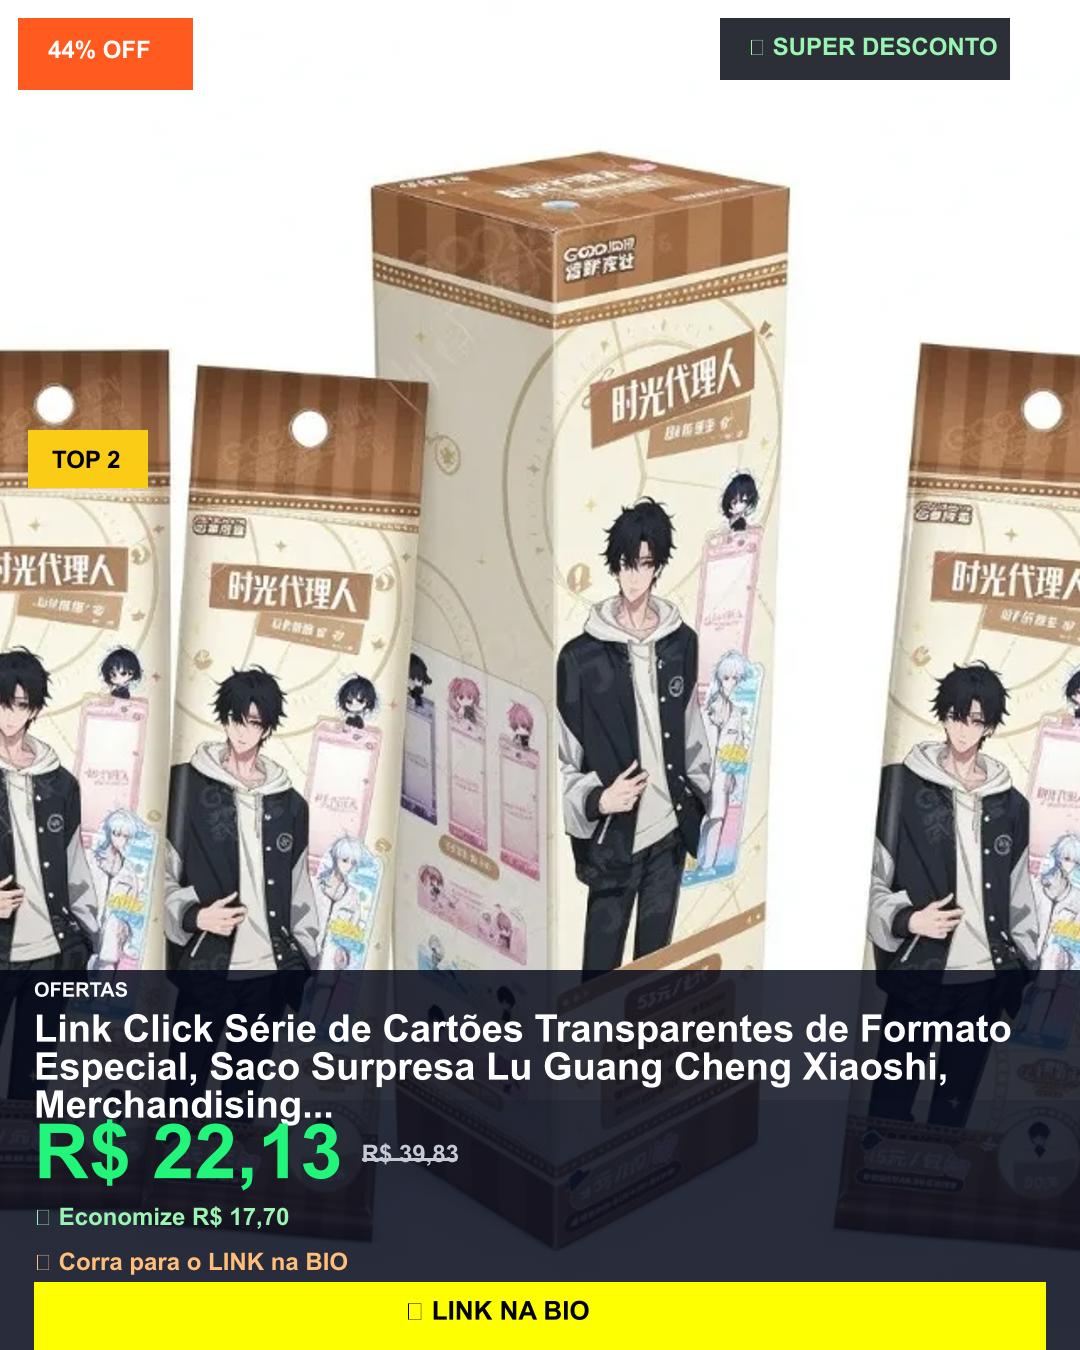 44% OFF
SUPER DESCONTO
TOP 2
时光代理人
时光代理人
时光代理人
时光代理人
OFERTAS
Link Click Série de Cartões Transparentes de Formato
Especial, Saco Surpresa Lu Guang Cheng Xiaoshi,
Merchandising...
R$ 22,13 R$ 39,83
Economize R$ 17,70
Corra para o LINK na BIO
LINK NA BIO